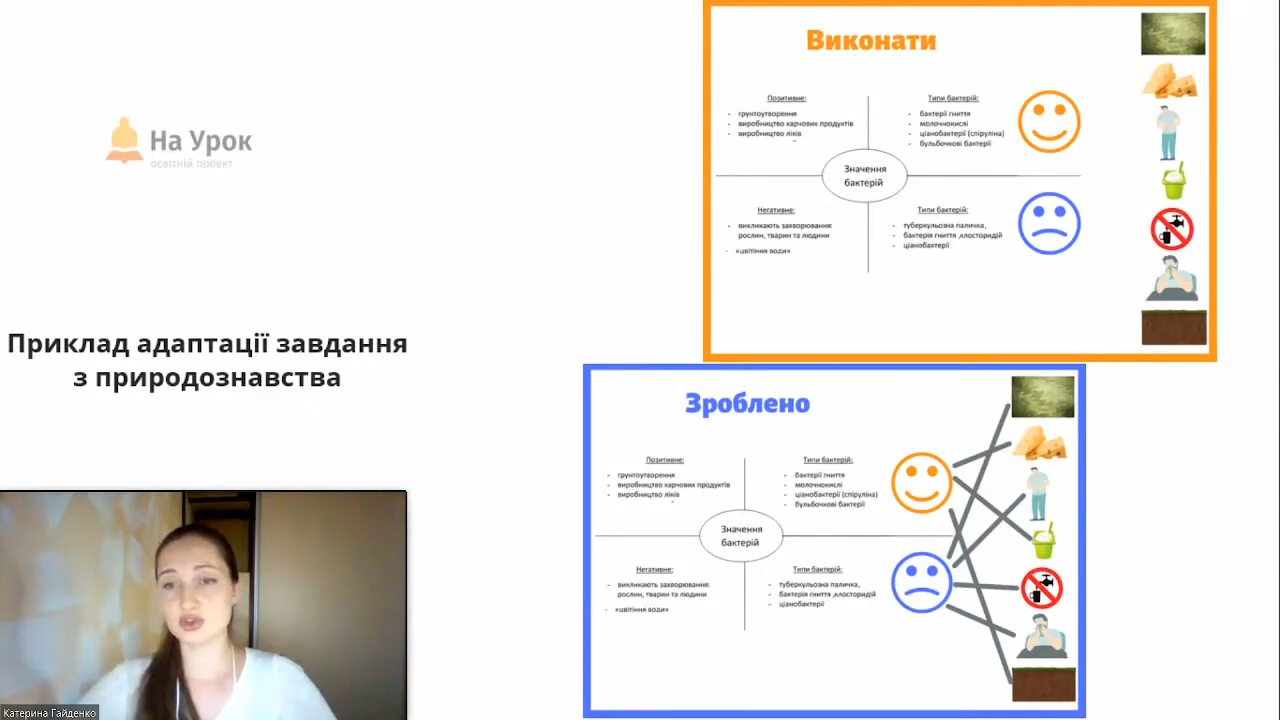 На Урок
освітній проект
Приклад адаптації завдання
з природознавства
Виконати
Позитивне:
- грунтоутворення
- виробництво харчових продуктів
- виробництво ліків
Типи бактерій:
- бактерії гниття
- молочнокислі
- ціанобактерії (спіруліна)
- бульбочкові бактерії
Значення
бактерій
Негативне:
- викликають захворювання:
рослин, тварин та людини
- «цвітіння води»
Типи бактерій:
- туберкульозна паличка,
- бактерія гниття ,клосторидій
- ціанобактерії
Зроблено
Позитивне:
- грунтоутворення
- виробництво харчових продуктів
- виробництво ліків
Типи бактерій:
- бактерії гниття
- молочнокислі
- ціанобактерії (спіруліна)
- бульбочкові бактерії
Значення
бактерій
Негативне:
- викликають захворювання:
рослин, тварин та людини
- «цвітіння води»
Типи бактерій:
- туберкульозна паличка,
- бактерія гниття ,клосторидій
- ціанобактерії
Катерина Гайденко